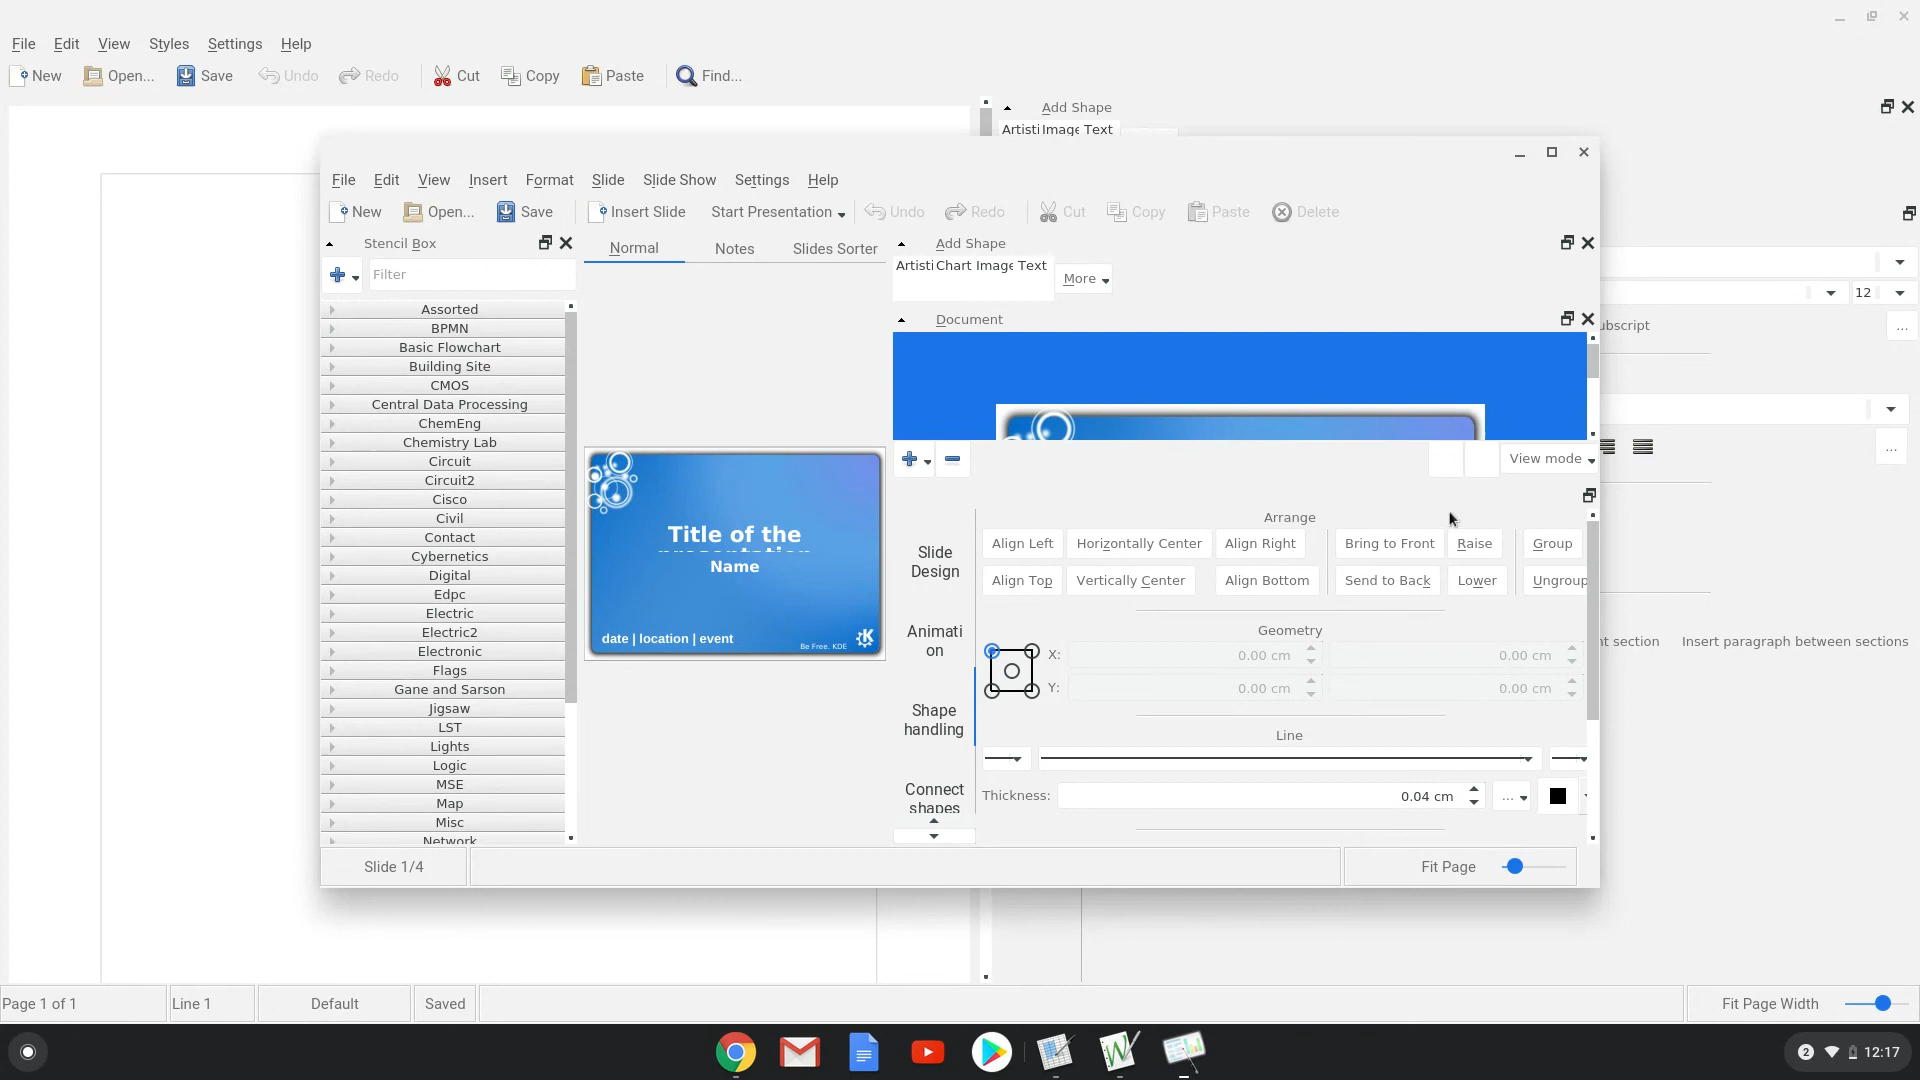 File Edit View Styles Settings Help
New Open... Save Undo Redo Cut Copy Paste Find...
Add Shape
Artisti Image Text
File Edit View Insert Format Slide Slide Show Settings Help
New Open... Save Insert Slide Start Presentation Undo Redo Cut Copy Paste Delete
Stencil Box
Filter
Assorted
BPMN
Basic Flowchart
Building Site
CMOS
Central Data Processing
ChemEng
Chemistry Lab
Circuit
Circuit2
Cisco
Civil
Contact
Cybernetics
Digital
Edpc
Electric
Electric2
Electronic
Flags
Gane and Sarson
Jigsaw
LST
Lights
Logic
MSE
Map
Misc
Network
Normal Notes Slides Sorter
Title of the
presentation
Name
date | location | event
Be Free. KDE
Add Shape
Artisti Chart Image Text
More
Document
View mode
Slide
Design
Animati
on
Shape
handling
Connect
shapes
Arrange
Align Left Horizontally Center Align Right Bring to Front Raise Group
Align Top Vertically Center Align Bottom Send to Back Lower Ungroup
Geometry
X: 0.00 cm 0.00 cm
Y: 0.00 cm 0.00 cm
Line
Thickness: 0.04 cm ...
Slide 1/4 Fit Page
12
ubscript ...
...
nt section Insert paragraph between sections
Page 1 of 1 Line 1 Default Saved Fit Page Width
2 12:17